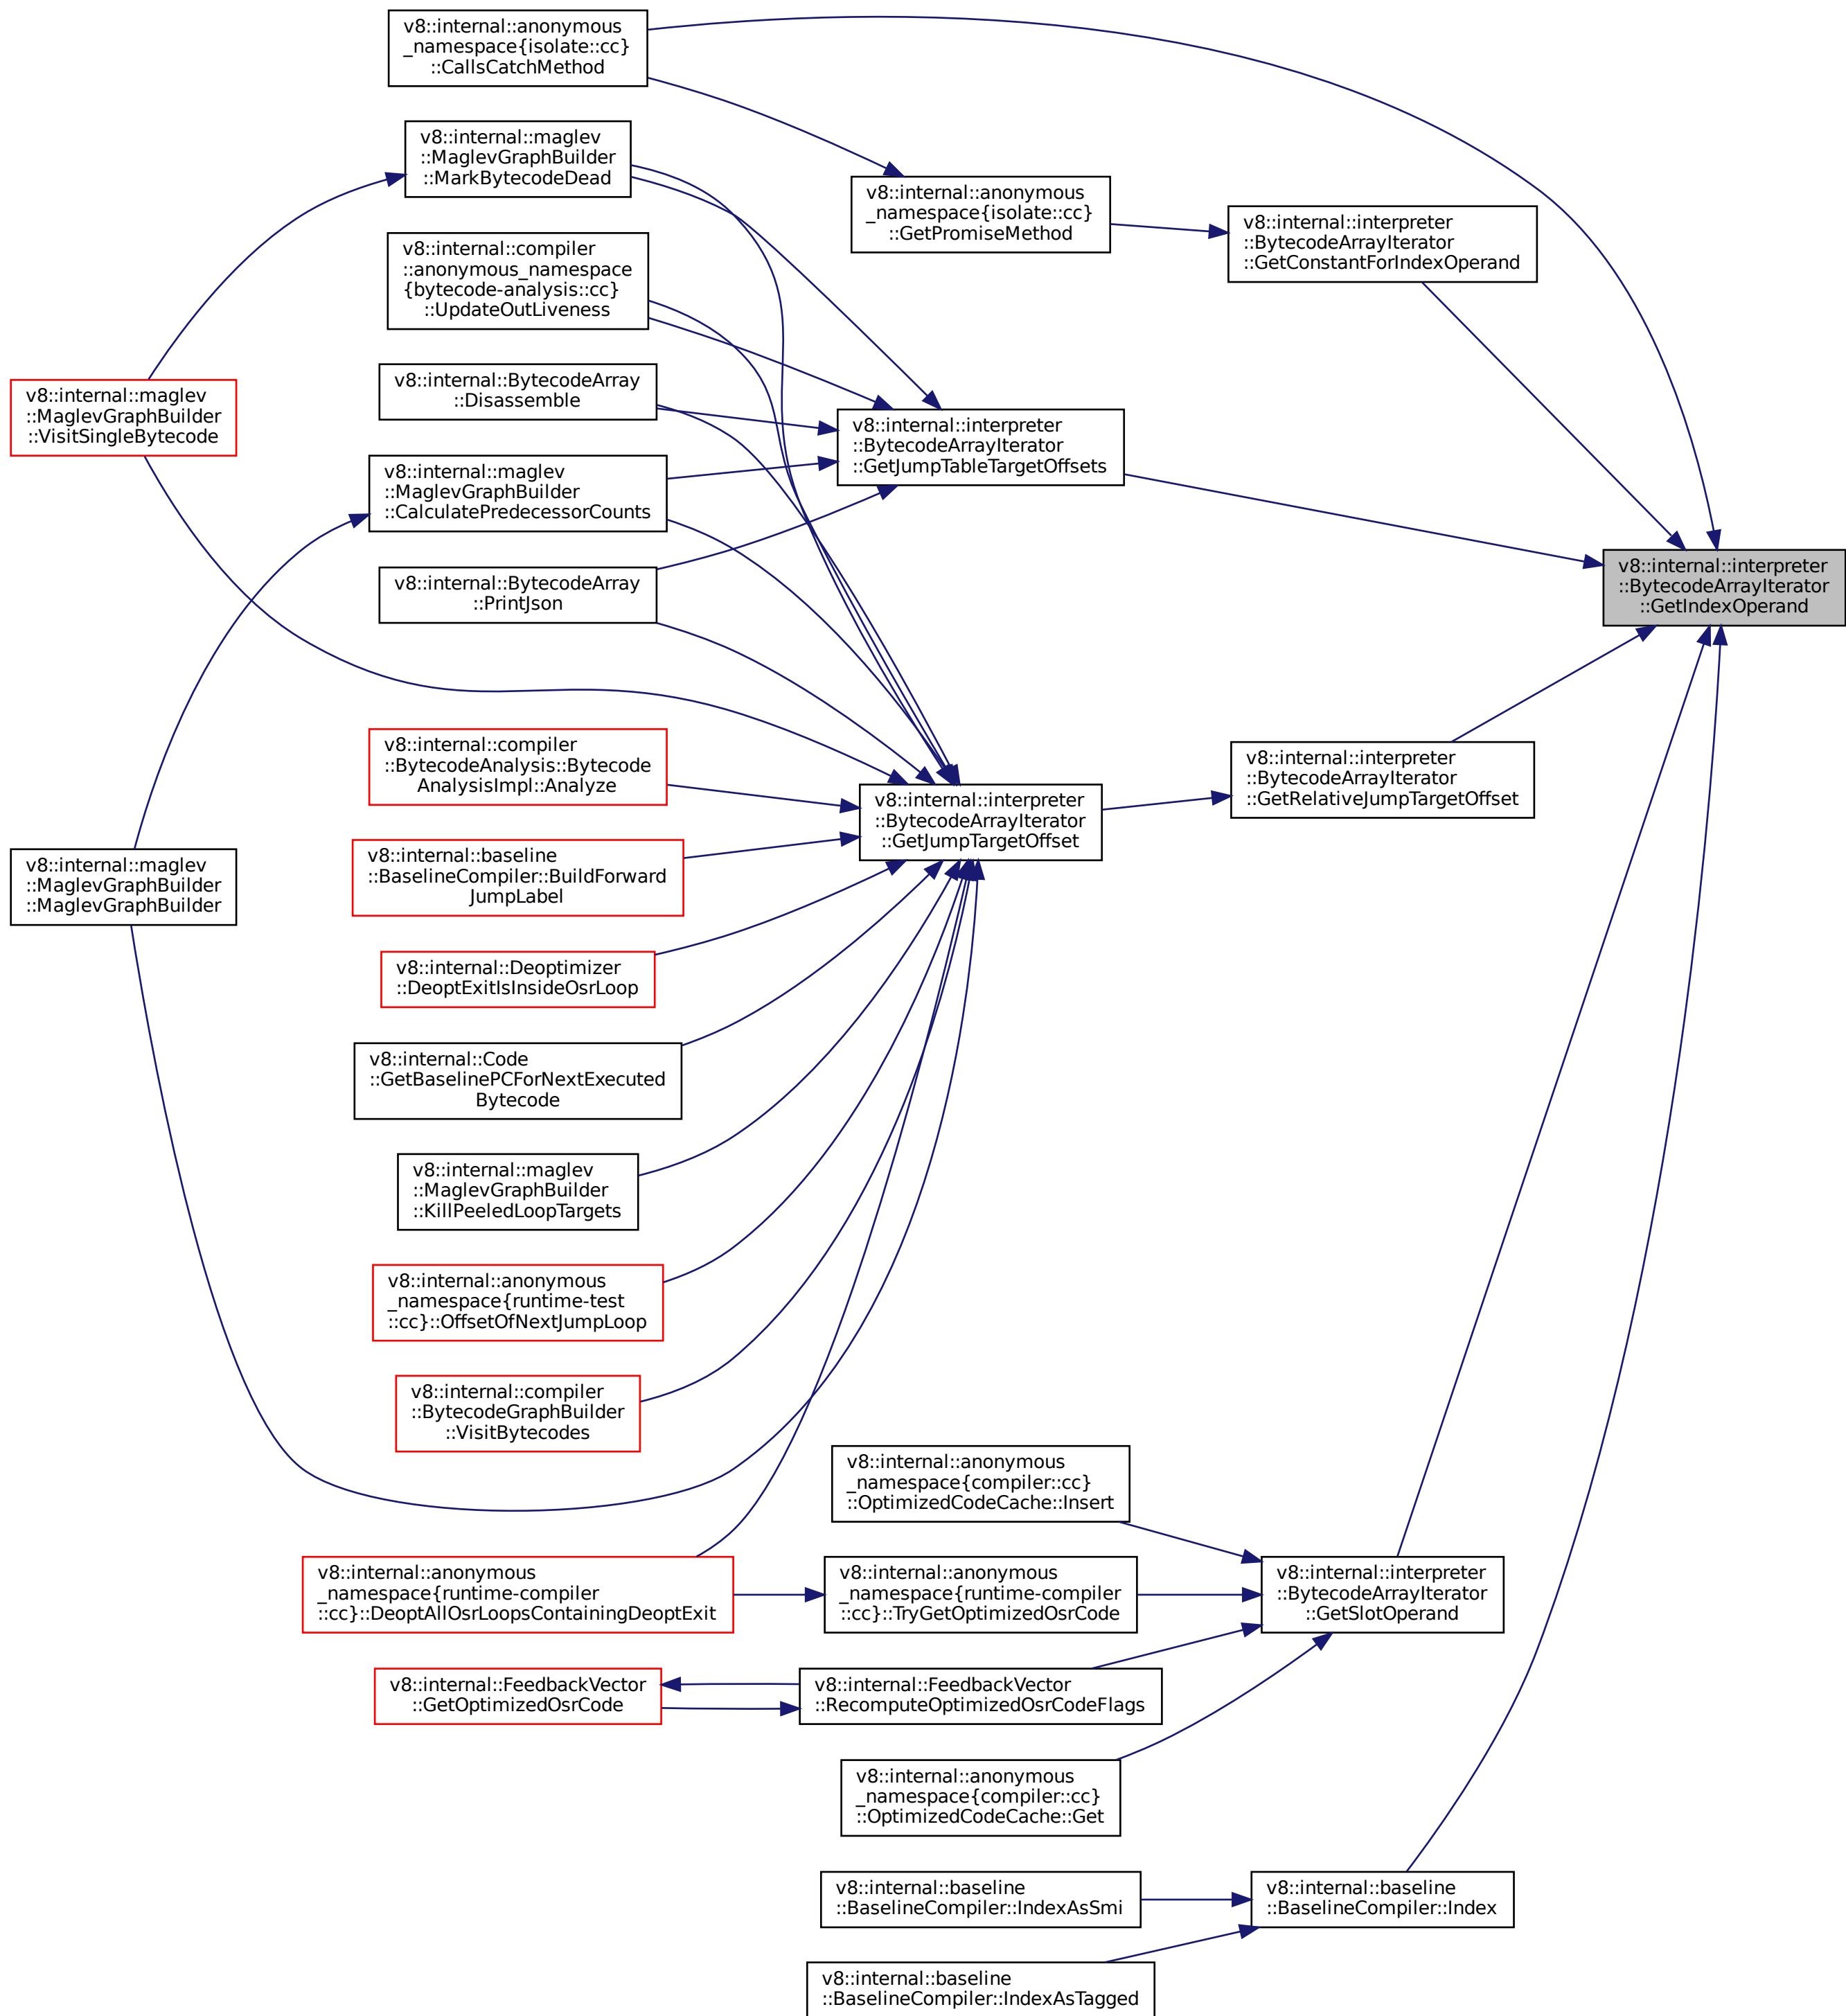 v8::internal::anonymous
_namespace{isolate::cc}
::CallsCatchMethod
v8::internal::maglev
::MaglevGraphBuilder
::MarkBytecodeDead
v8::internal::anonymous
_namespace{isolate::cc}
::GetPromiseMethod
v8::internal::interpreter
::BytecodeArrayIterator
::GetConstantForIndexOperand
v8::internal::compiler
::anonymous_namespace
{bytecode-analysis::cc}
::UpdateOutLiveness
v8::internal::BytecodeArray
::Disassemble
v8::internal::maglev
::MaglevGraphBuilder
::VisitSingleBytecode
v8::internal::interpreter
::BytecodeArrayIterator
::GetJumpTableTargetOffsets
v8::internal::maglev
::MaglevGraphBuilder
::CalculatePredecessorCounts
v8::internal::BytecodeArray
::PrintJson
v8::internal::interpreter
::BytecodeArrayIterator
::GetIndexOperand
v8::internal::compiler
::BytecodeAnalysis::Bytecode
AnalysisImpl::Analyze
v8::internal::interpreter
::BytecodeArrayIterator
::GetRelativeJumpTargetOffset
v8::internal::interpreter
::BytecodeArrayIterator
::GetJumpTargetOffset
v8::internal::baseline
::BaselineCompiler::BuildForward
JumpLabel
v8::internal::maglev
::MaglevGraphBuilder
::MaglevGraphBuilder
v8::internal::Deoptimizer
::DeoptExitIsInsideOsrLoop
v8::internal::Code
::GetBaselinePCForNextExecuted
Bytecode
v8::internal::maglev
::MaglevGraphBuilder
::KillPeeledLoopTargets
v8::internal::anonymous
_namespace{runtime-test
::cc}::OffsetOfNextJumpLoop
v8::internal::compiler
::BytecodeGraphBuilder
::VisitBytecodes
v8::internal::anonymous
_namespace{compiler::cc}
::OptimizedCodeCache::Insert
v8::internal::anonymous
_namespace{runtime-compiler
::cc}::DeoptAllOsrLoopsContainingDeoptExit
v8::internal::anonymous
_namespace{runtime-compiler
::cc}::TryGetOptimizedOsrCode
v8::internal::interpreter
::BytecodeArrayIterator
::GetSlotOperand
v8::internal::FeedbackVector
::GetOptimizedOsrCode
v8::internal::FeedbackVector
::RecomputeOptimizedOsrCodeFlags
v8::internal::anonymous
_namespace{compiler::cc}
::OptimizedCodeCache::Get
v8::internal::baseline
::BaselineCompiler::IndexAsSmi
v8::internal::baseline
::BaselineCompiler::Index
v8::internal::baseline
::BaselineCompiler::IndexAsTagged